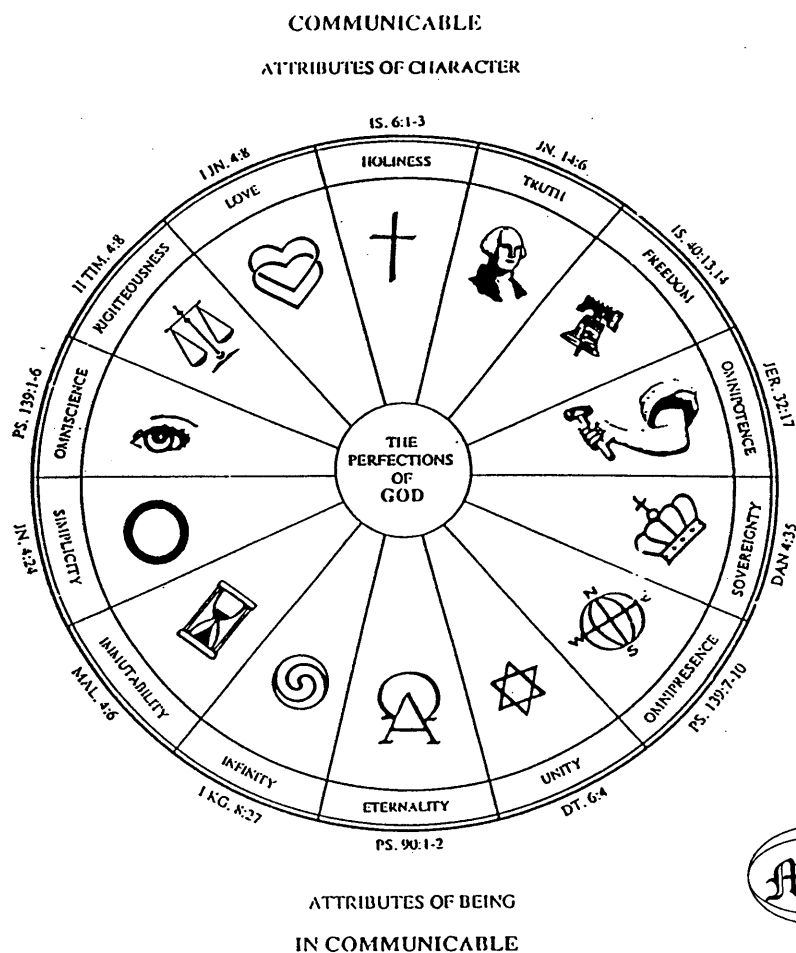 COMMUNICABLE
ATTRIBUTES OF CHARACTER
IS. 6:1-3
HOLINESS
JN. 14:6
TRUTH
IS. 40:13,14
FREEDOM
JER. 32:17
OMNIPOTENCE
DAN 4:35
SOVEREIGNTY
PS. 139:7-10
OMNIPRESENCE
DT. 6:4
UNITY
PS. 90:1-2
ETERNALITY
I KG. 8:27
INFINITY
MAL. 4:6
IMMUTABILITY
JN. 4:24
SIMPLICITY
PS. 139:1-6
OMNISCIENCE
II TIM. 4:8
RIGHTEOUSNESS
I JN. 4:8
LOVE
THE
PERFECTIONS
OF
GOD
N
E
W
S
ΑΩ
ATTRIBUTES OF BEING
IN COMMUNICABLE